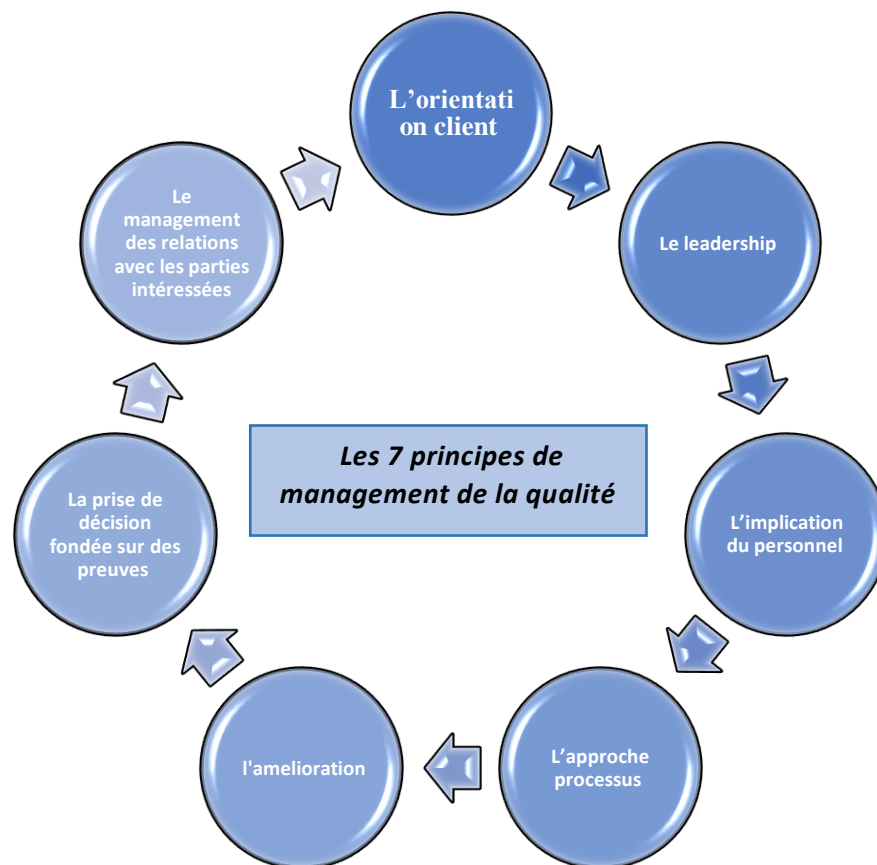 L’orientati
on client
Le leadership
L’implication
du personnel
L’approche
processus
l'amelioration
La prise de
décision
fondée sur des
preuves
Le
management
des relations
avec les parties
intéressées
Les 7 principes de
management de la qualité